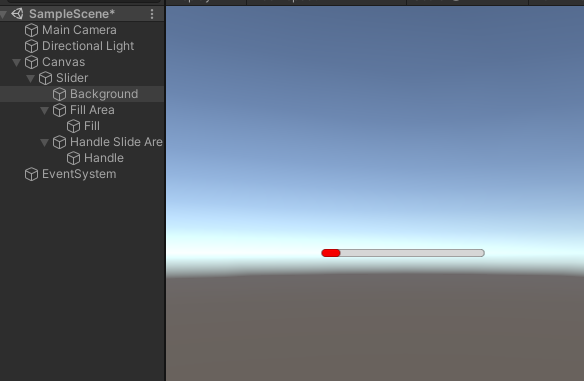 SampleScene*
Main Camera
Directional Light
Canvas
Slider
Background
Fill Area
Fill
Handle Slide Are
Handle
EventSystem